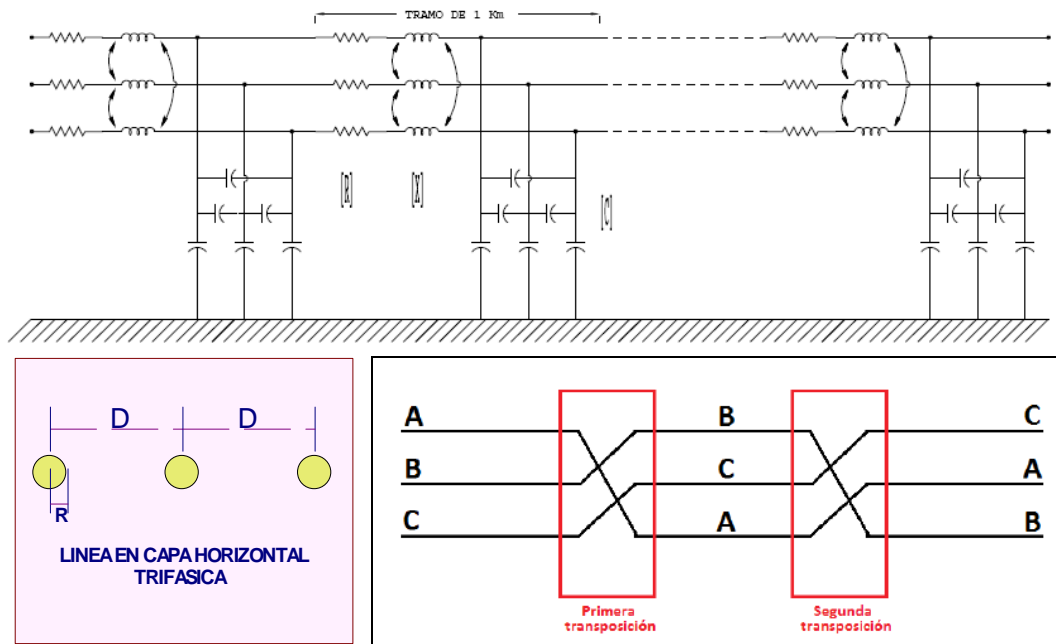 TRAMO DE 1 Km
[R] [X] [C]
D D
R
LINEA EN CAPA HORIZONTAL
TRIFASICA
A B C
B C A
C A B
Primera
transposición
Segunda
transposición